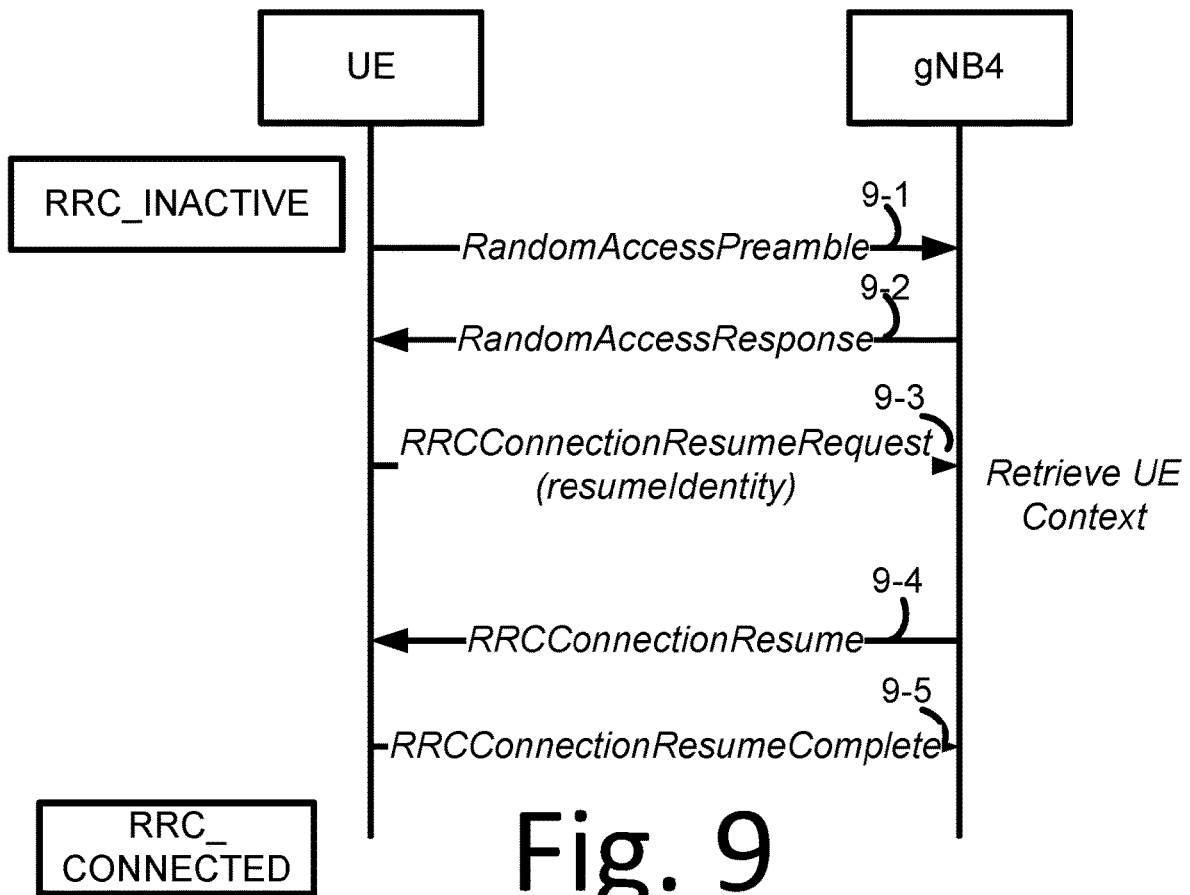 UE
gNB4
RRC_INACTIVE
9-1
RandomAccessPreamble
9-2
RandomAccessResponse
9-3
RRCConnectionResumeRequest
(resumeIdentity)
Retrieve UE
Context
9-4
RRCConnectionResume
9-5
RRCConnectionResumeComplete
RRC_
CONNECTED
Fig. 9